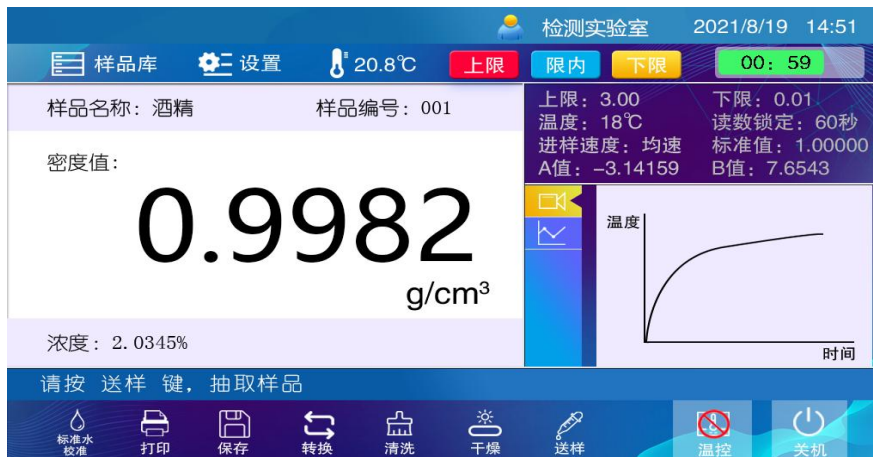 检测实验室 2021/8/19 14:51
样品库 设置 20.8℃ 上限 限内 下限 00：59
样品名称：酒精 样品编号：001
上限：3.00 下限：0.01
温度：18℃ 读数锁定：60秒
进样速度：均速 标准值：1.00000
A值：-3.14159 B值：7.6543
密度值：
0.9982
g/cm³
温度
时间
浓度：2.0345%
请按 送样 键，抽取样品
标准水
校准 打印 保存 转换 清洗 干燥 送样 温控 关机